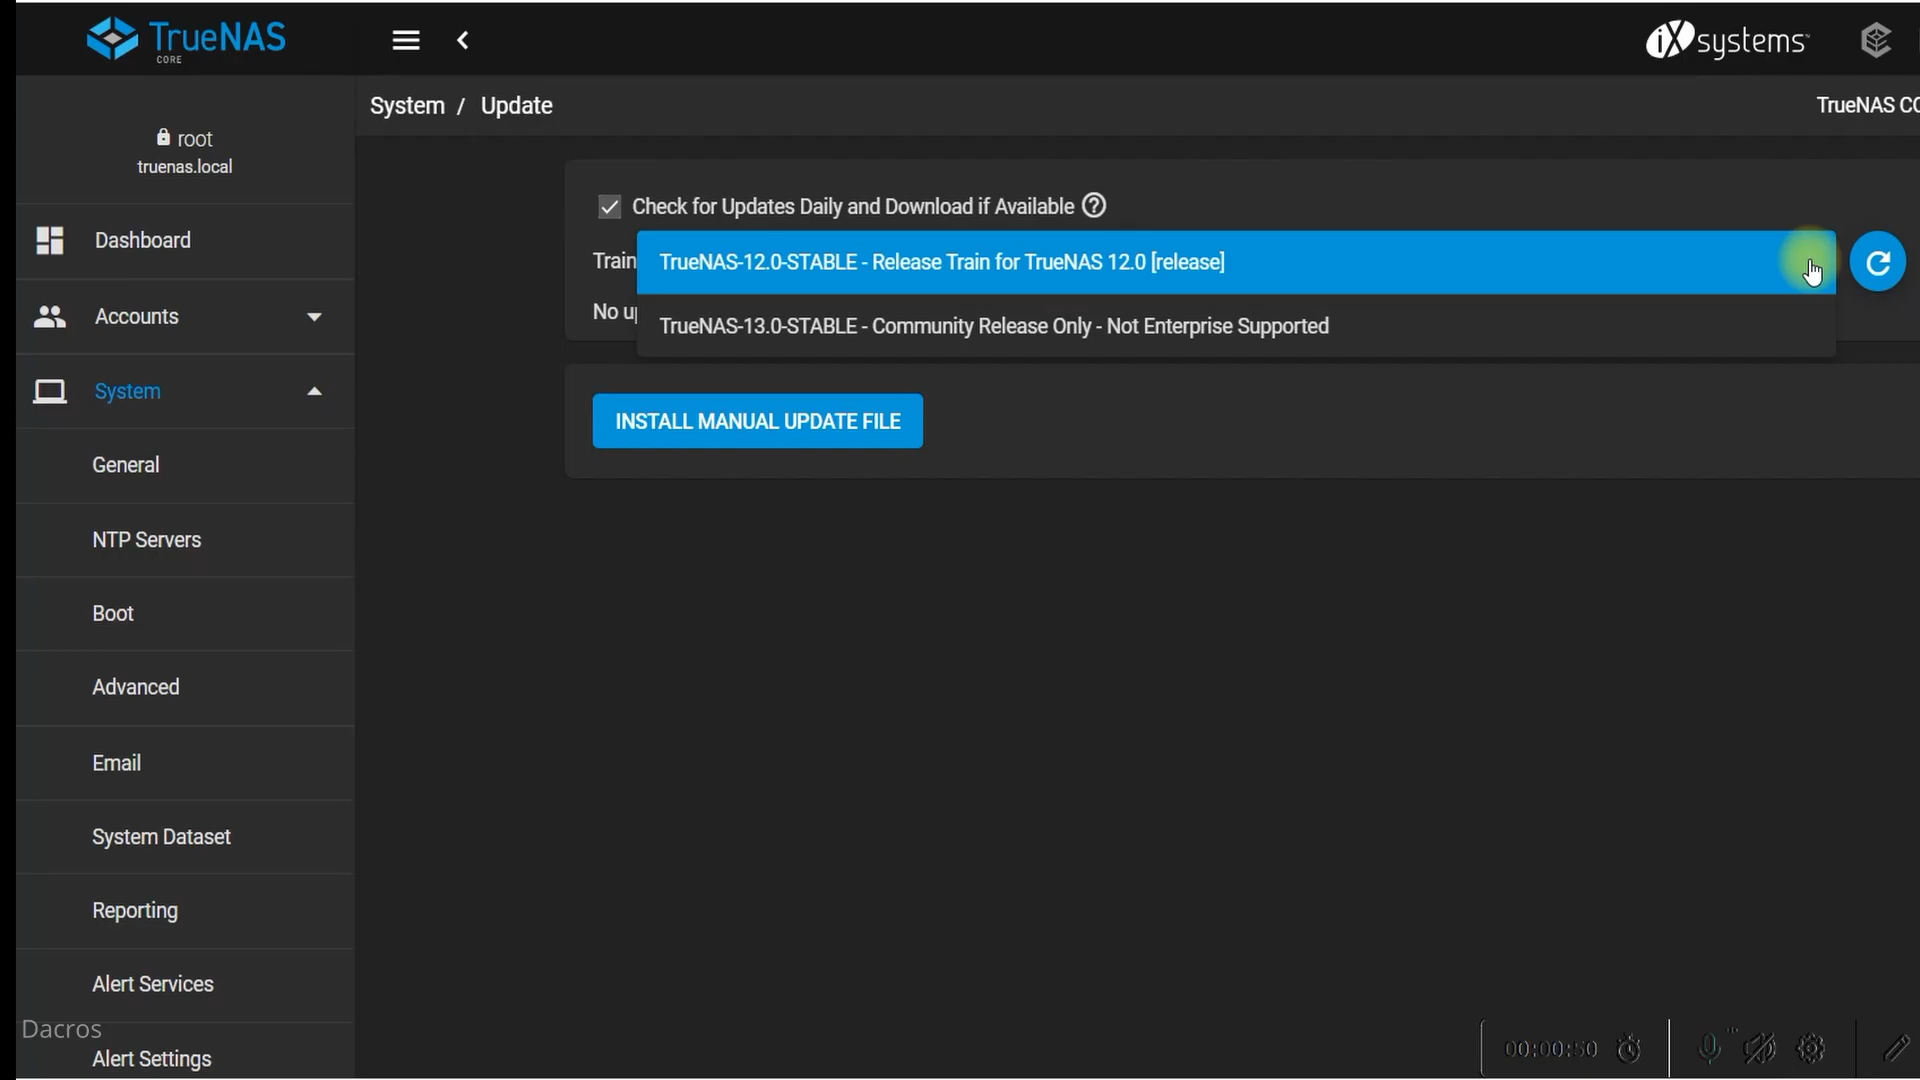 TrueNAS
CORE
iXsystems
System / Update
TrueNAS CO
root
truenas.local
Dashboard
Accounts
System
General
NTP Servers
Boot
Advanced
Email
System Dataset
Reporting
Alert Services
Alert Settings
Check for Updates Daily and Download if Available ?
Train
TrueNAS-12.0-STABLE - Release Train for TrueNAS 12.0 [release]
No up
TrueNAS-13.0-STABLE - Community Release Only - Not Enterprise Supported
INSTALL MANUAL UPDATE FILE
Dacros
00:00:50